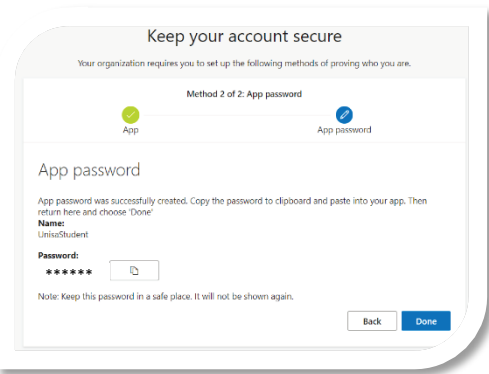 Keep your account secure
Your organization requires you to set up the following methods of proving who you are.
Method 2 of 2: App password
App
App password
App password
App password was successfully created. Copy the password to clipboard and paste into your app. Then
return here and choose 'Done'
Name:
UnisaStudent
Password:
******
Note: Keep this password in a safe place. It will not be shown again.
Back
Done